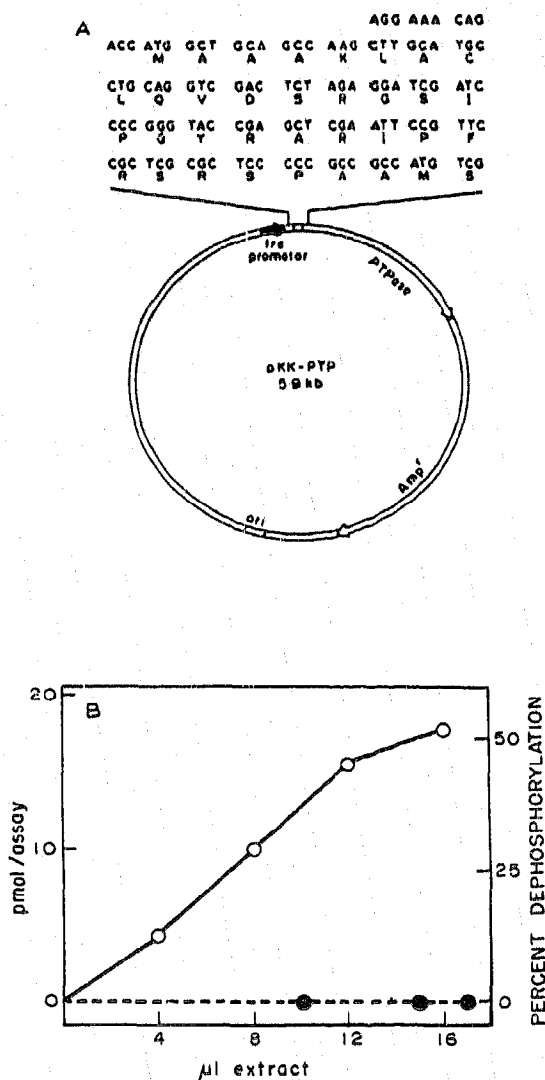 A
AGG AAA CAG
ACC ATG GCT GCA GCC AAG CTT GCA TGC
M A A A K L A C
CTG CAG GTC GAC TCT AGA GGA TCG ATC
L Q V D S R G S I
CCC GGG TAC CGA GCT CGA ATT CCG TTC
P G Y R A R I P F
CGC TCG CGC TCC CCC GCC GCC ATG TCG
R S R S P A A M S
trc
promoter
PTPase
pKK-PTP
5.9 kb
Amp r
ori
B
20
10
0
pmol/assay
50
25
0
PERCENT DEPHOSPHORYLATION
4 8 12 16
µl extract